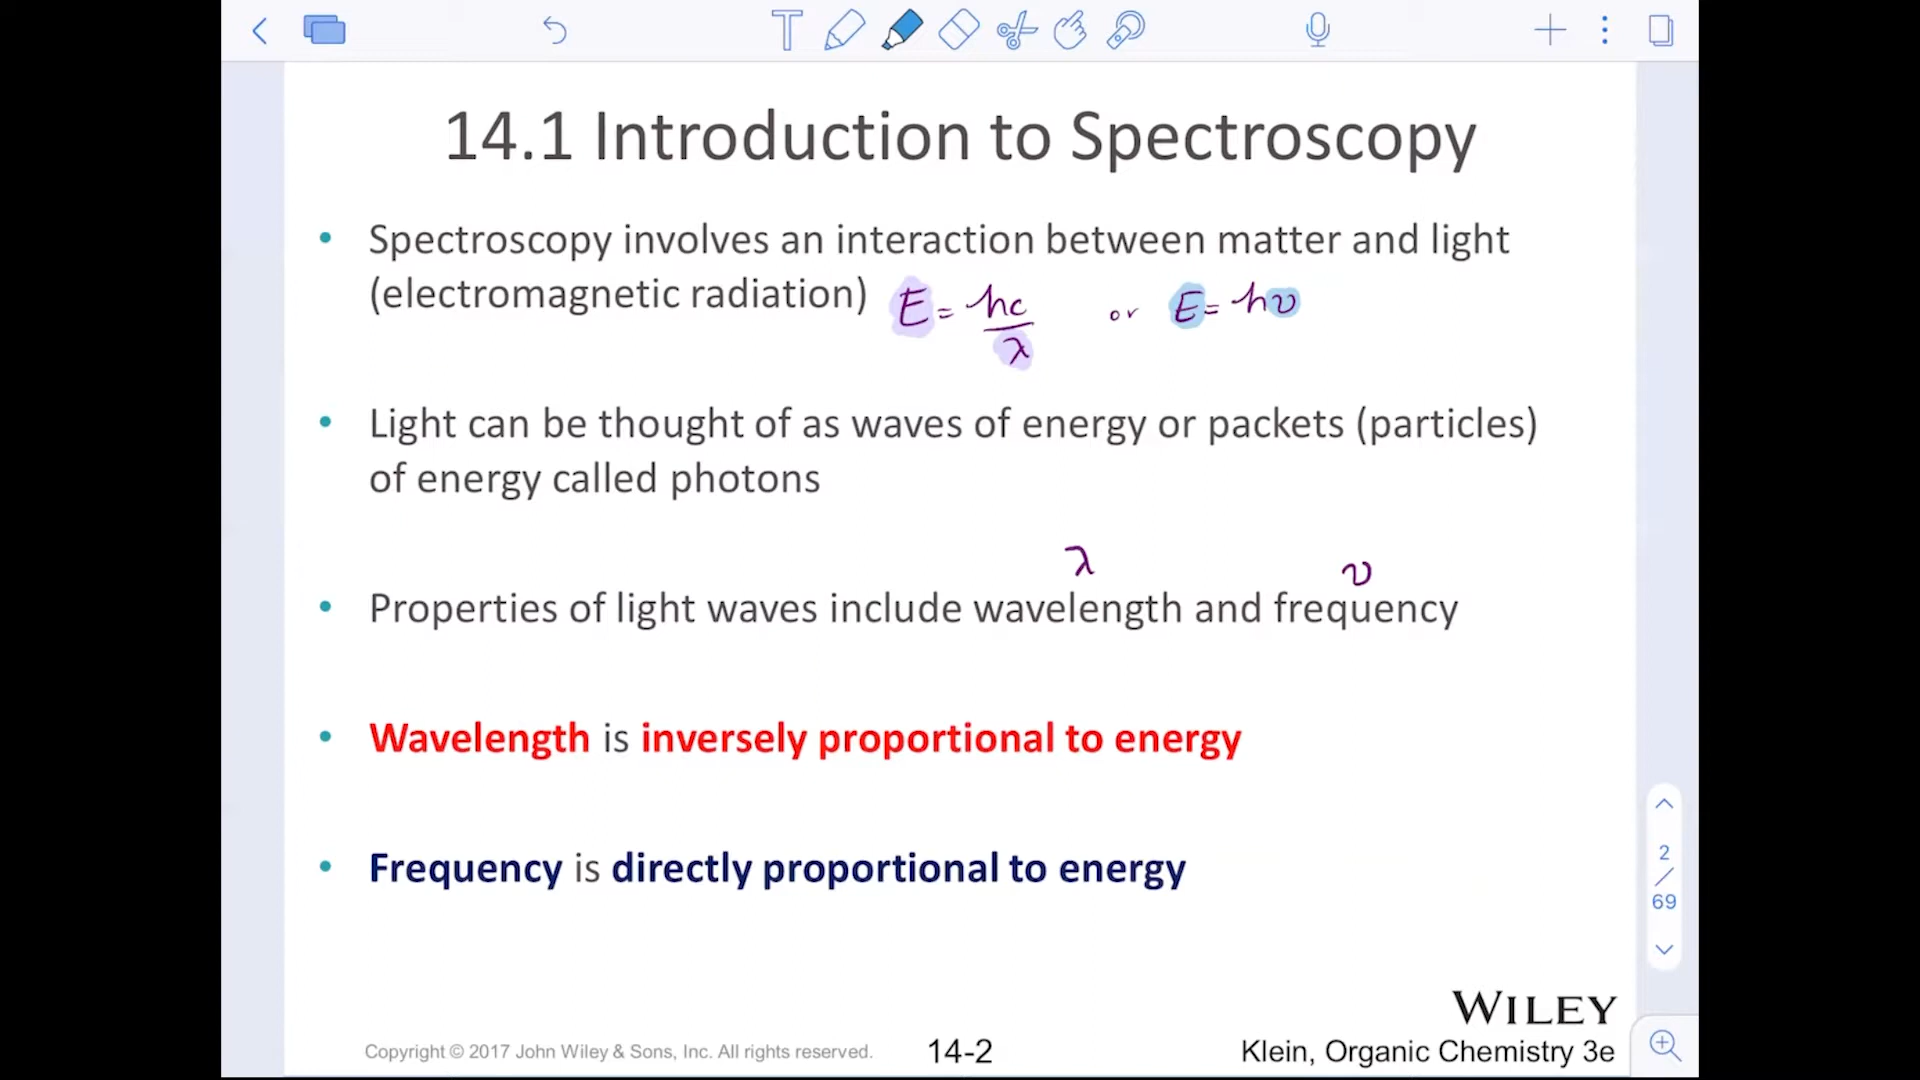 14.1 Introduction to Spectroscopy
• Spectroscopy involves an interaction between matter and light
(electromagnetic radiation) E = hc/λ or E = hν
• Light can be thought of as waves of energy or packets (particles)
of energy called photons
λ ν
• Properties of light waves include wavelength and frequency
• Wavelength is inversely proportional to energy
• Frequency is directly proportional to energy
2
/
69
WILEY
Copyright © 2017 John Wiley & Sons, Inc. All rights reserved. 14-2 Klein, Organic Chemistry 3e